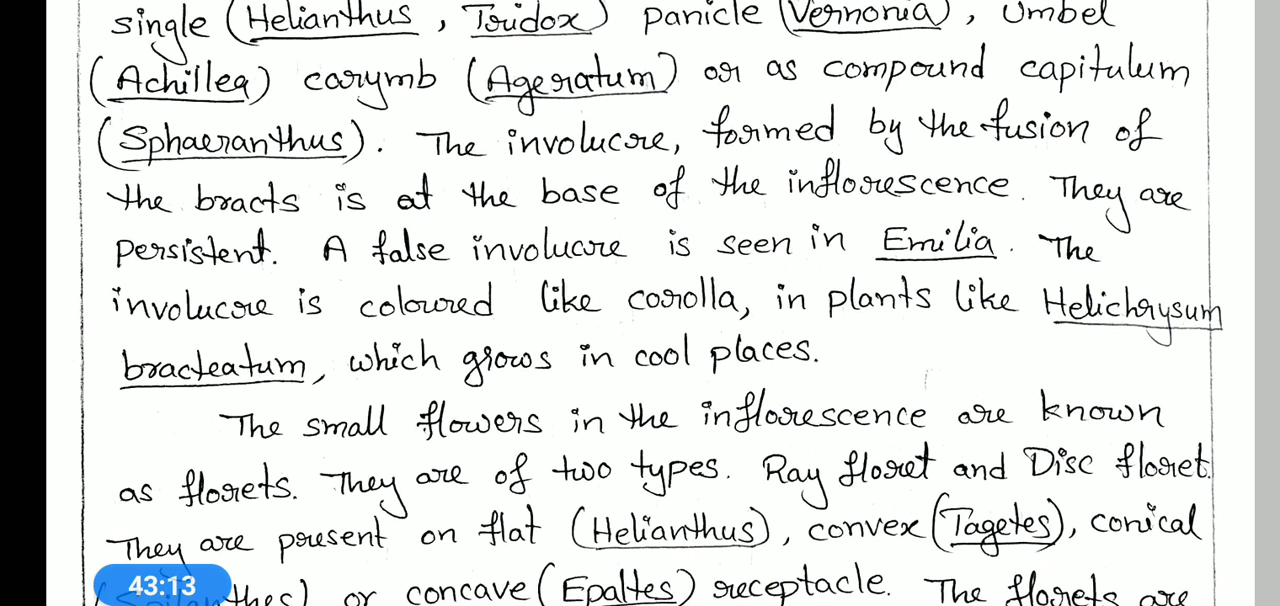 single (Helianthus, Tridox) panicle (Vernonia), Umbel
(Achillea) corymb (Ageratum) or as compound capitulum
(Sphaeranthus). The involucre, formed by the fusion of
the bracts is at the base of the inflorescence. They are
persistent. A false involucre is seen in Emilia. The
involucre is coloured like corolla, in plants like Helichrysum
bracteatum, which grows in cool places.
The small flowers in the inflorescence are known
as florets. They are of two types. Ray floret and Disc floret.
They are present on flat (Helianthus), convex (Tagetes), conical
or concave (Epaltes) receptacle. The florets are
43:13